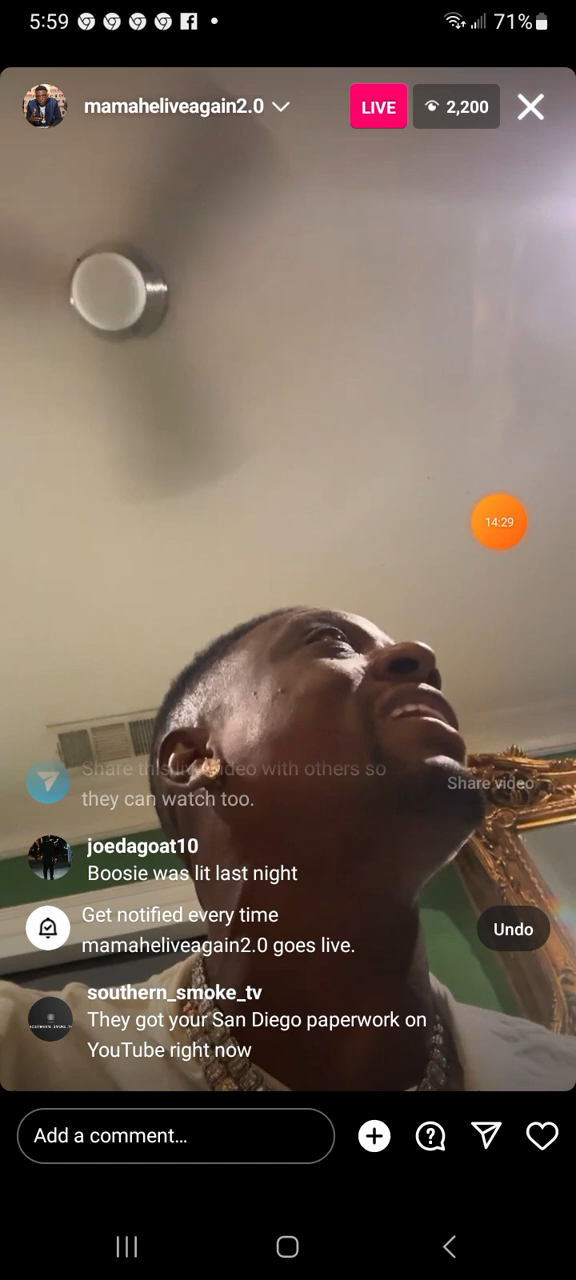 5:59
71%
mamaheliveagain2.0
LIVE
2,200
14:29
Share this live video with others so
they can watch too.
Share video
joedagoat10
Boosie was lit last night
Get notified every time
mamaheliveagain2.0 goes live.
Undo
southern_smoke_tv
They got your San Diego paperwork on
YouTube right now
Add a comment...